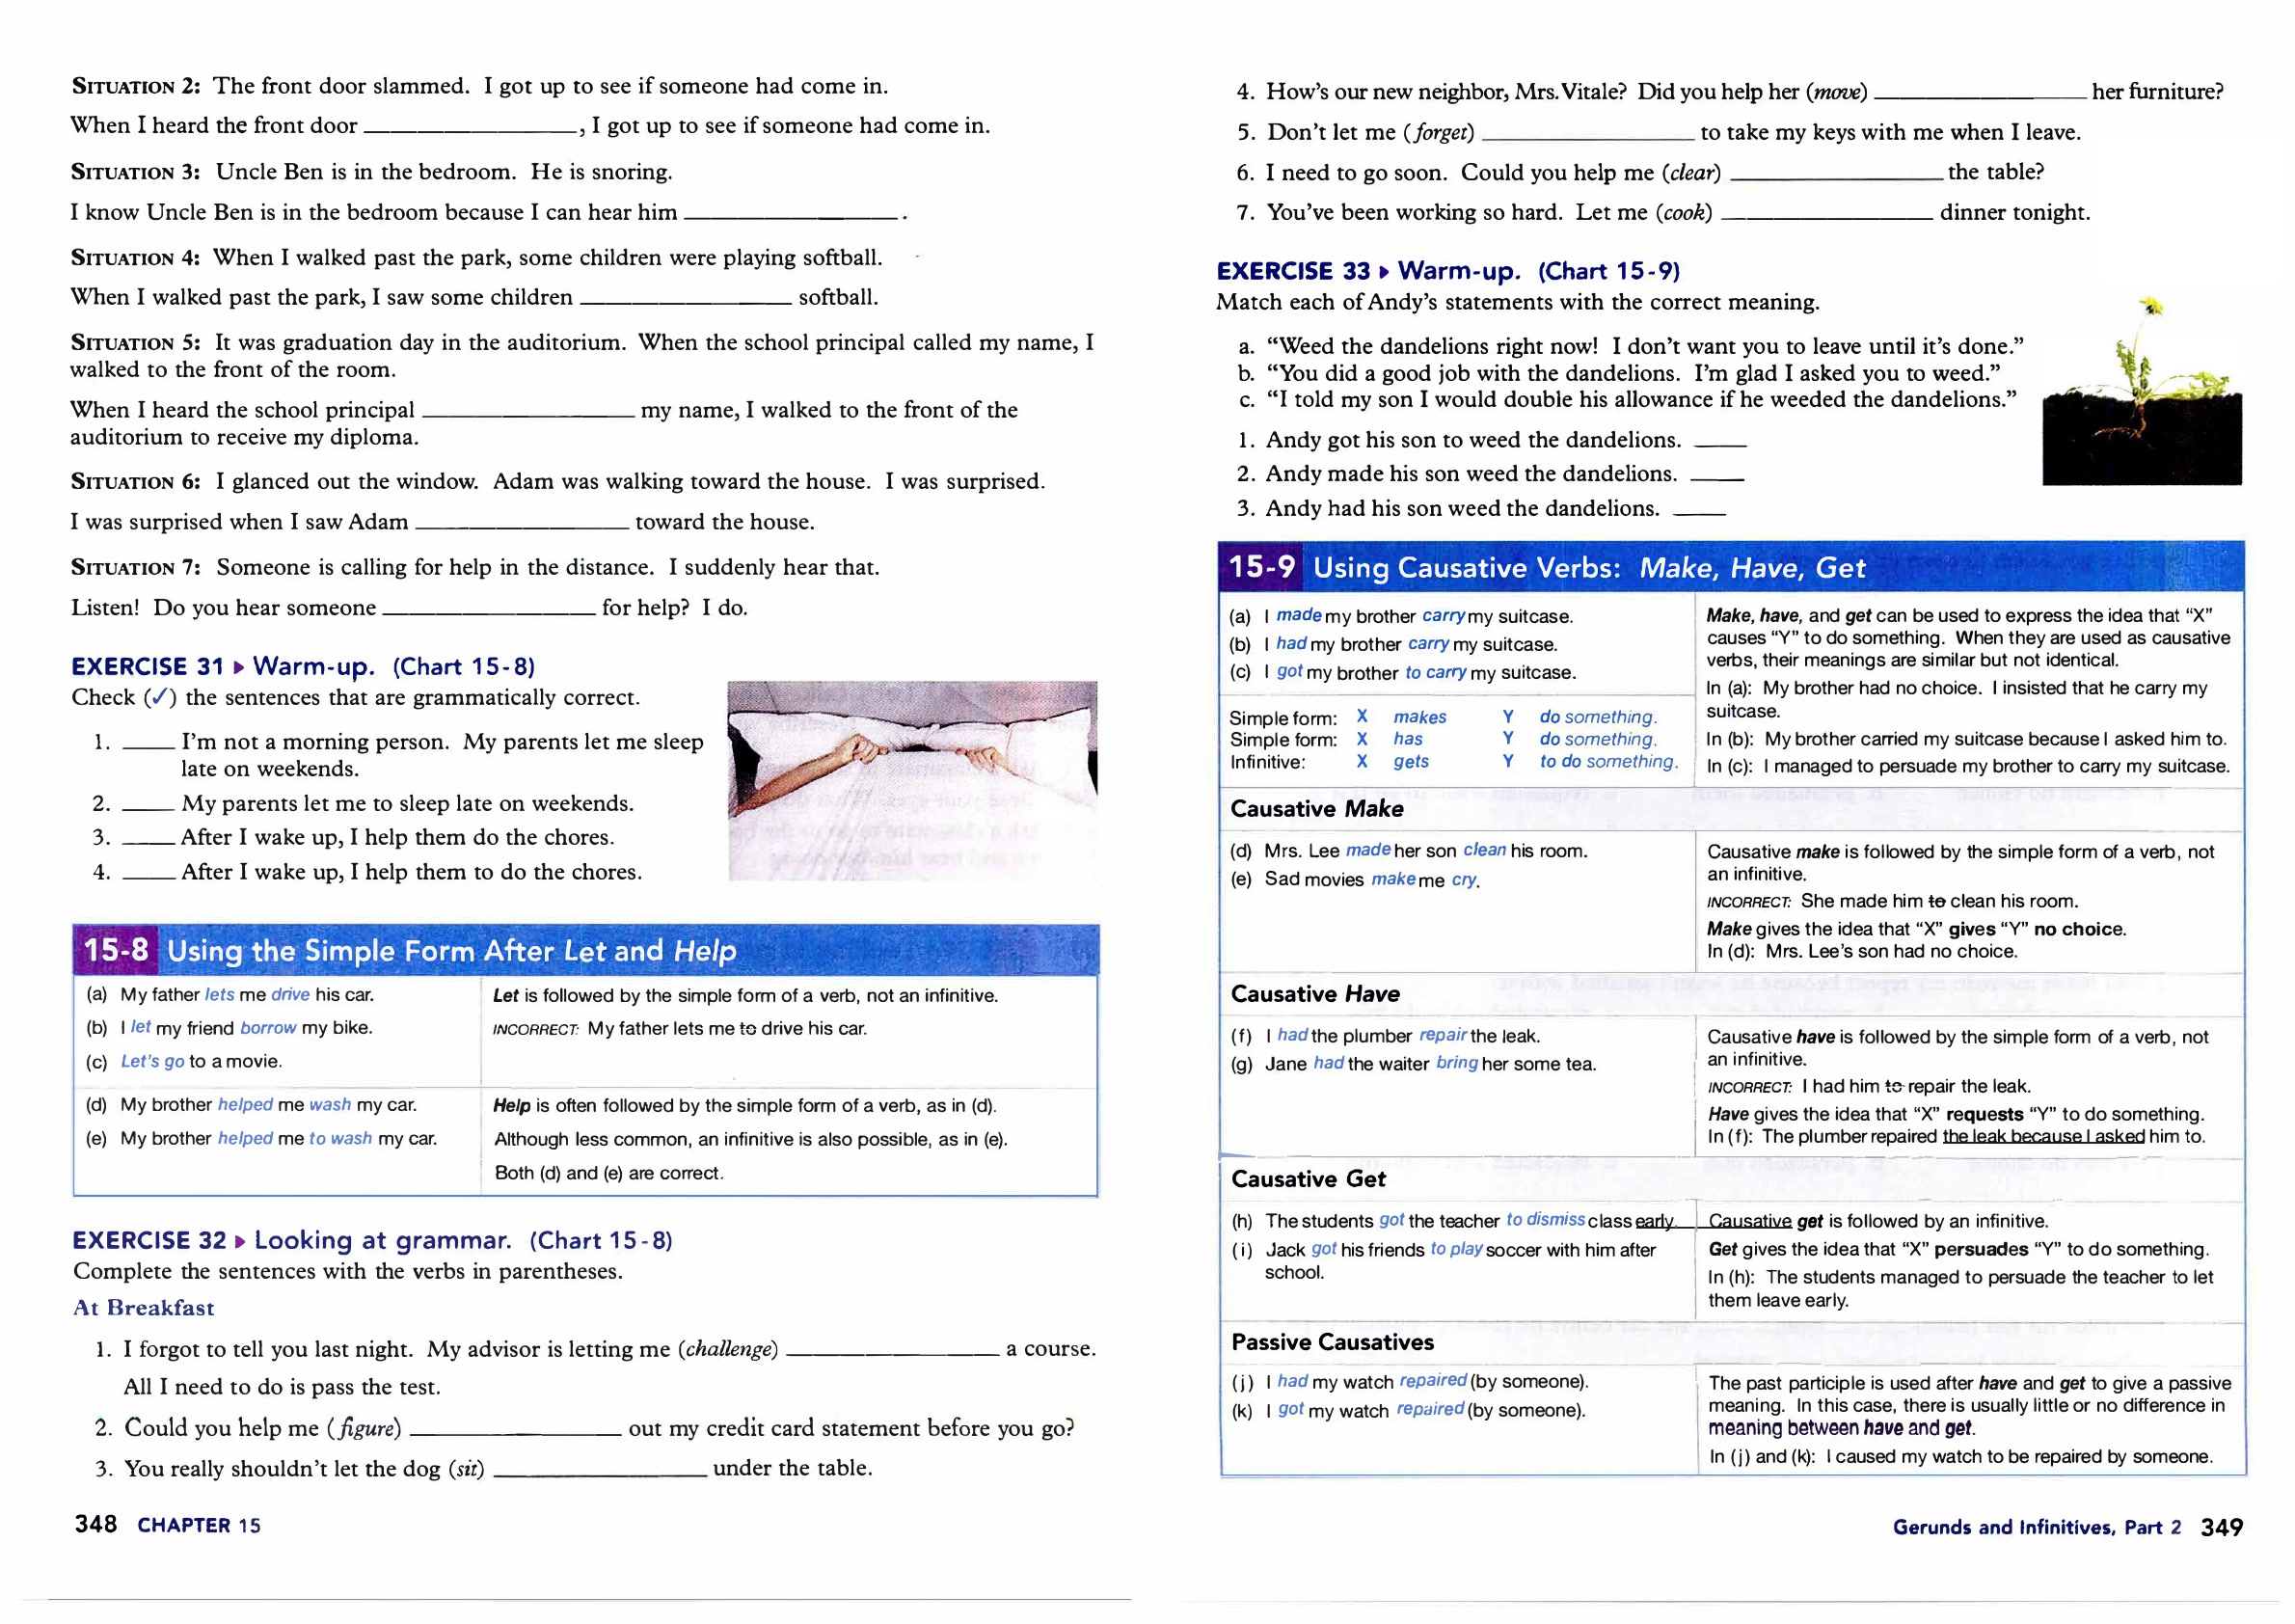 SITUATION 2: The front door slammed. I got up to see if someone had come in.
When I heard the front door ____________, I got up to see if someone had come in.
SITUATION 3: Uncle Ben is in the bedroom. He is snoring.
I know Uncle Ben is in the bedroom because I can hear him ____________.
SITUATION 4: When I walked past the park, some children were playing softball.
When I walked past the park, I saw some children ____________ softball.
SITUATION 5: It was graduation day in the auditorium. When the school principal called my name, I
walked to the front of the room.
When I heard the school principal ____________ my name, I walked to the front of the
auditorium to receive my diploma.
SITUATION 6: I glanced out the window. Adam was walking toward the house. I was surprised.
I was surprised when I saw Adam ____________ toward the house.
SITUATION 7: Someone is calling for help in the distance. I suddenly hear that.
Listen! Do you hear someone ____________ for help? I do.
EXERCISE 31 ▸ Warm-up. (Chart 15-8)
Check (✓) the sentences that are grammatically correct.
1. ____ I'm not a morning person. My parents let me sleep
late on weekends.
2. ____ My parents let me to sleep late on weekends.
3. ____ After I wake up, I help them do the chores.
4. ____ After I wake up, I help them to do the chores.
15-8 Using the Simple Form After Let and Help
(a) My father lets me drive his car.
(b) I let my friend borrow my bike.
(c) Let's go to a movie.
Let is followed by the simple form of a verb, not an infinitive.
INCORRECT: My father lets me to drive his car.
(d) My brother helped me wash my car.
(e) My brother helped me to wash my car.
Help is often followed by the simple form of a verb, as in (d).
Although less common, an infinitive is also possible, as in (e).
Both (d) and (e) are correct.
EXERCISE 32 ▸ Looking at grammar. (Chart 15-8)
Complete the sentences with the verbs in parentheses.
At Breakfast
1. I forgot to tell you last night. My advisor is letting me (challenge) ____________ a course.
All I need to do is pass the test.
2. Could you help me (figure) ____________ out my credit card statement before you go?
3. You really shouldn't let the dog (sit) ____________ under the table.
348 CHAPTER 15
4. How's our new neighbor, Mrs. Vitale? Did you help her (move) ____________ her furniture?
5. Don't let me (forget) ____________ to take my keys with me when I leave.
6. I need to go soon. Could you help me (clear) ____________ the table?
7. You've been working so hard. Let me (cook) ____________ dinner tonight.
EXERCISE 33 ▸ Warm-up. (Chart 15-9)
Match each of Andy's statements with the correct meaning.
a. "Weed the dandelions right now! I don't want you to leave until it's done."
b. "You did a good job with the dandelions. I'm glad I asked you to weed."
c. "I told my son I would double his allowance if he weeded the dandelions."
1. Andy got his son to weed the dandelions. ____
2. Andy made his son weed the dandelions. ____
3. Andy had his son weed the dandelions. ____
15-9 Using Causative Verbs: Make, Have, Get
(a) I made my brother carry my suitcase.
(b) I had my brother carry my suitcase.
(c) I got my brother to carry my suitcase.
Simple form: X makes Y do something.
Simple form: X has Y do something.
Infinitive: X gets Y to do something.
Make, have, and get can be used to express the idea that "X"
causes "Y" to do something. When they are used as causative
verbs, their meanings are similar but not identical.
In (a): My brother had no choice. I insisted that he carry my
suitcase.
In (b): My brother carried my suitcase because I asked him to.
In (c): I managed to persuade my brother to carry my suitcase.
Causative Make
(d) Mrs. Lee made her son clean his room.
(e) Sad movies make me cry.
Causative make is followed by the simple form of a verb, not
an infinitive.
INCORRECT: She made him to clean his room.
Make gives the idea that "X" gives "Y" no choice.
In (d): Mrs. Lee's son had no choice.
Causative Have
(f) I had the plumber repair the leak.
(g) Jane had the waiter bring her some tea.
Causative have is followed by the simple form of a verb, not
an infinitive.
INCORRECT: I had him to repair the leak.
Have gives the idea that "X" requests "Y" to do something.
In (f): The plumber repaired the leak because I asked him to.
Causative Get
(h) The students got the teacher to dismiss class early.
(i) Jack got his friends to play soccer with him after
school.
Causative get is followed by an infinitive.
Get gives the idea that "X" persuades "Y" to do something.
In (h): The students managed to persuade the teacher to let
them leave early.
Passive Causatives
(j) I had my watch repaired (by someone).
(k) I got my watch repaired (by someone).
The past participle is used after have and get to give a passive
meaning. In this case, there is usually little or no difference in
meaning between have and get.
In (j) and (k): I caused my watch to be repaired by someone.
Gerunds and Infinitives, Part 2 349